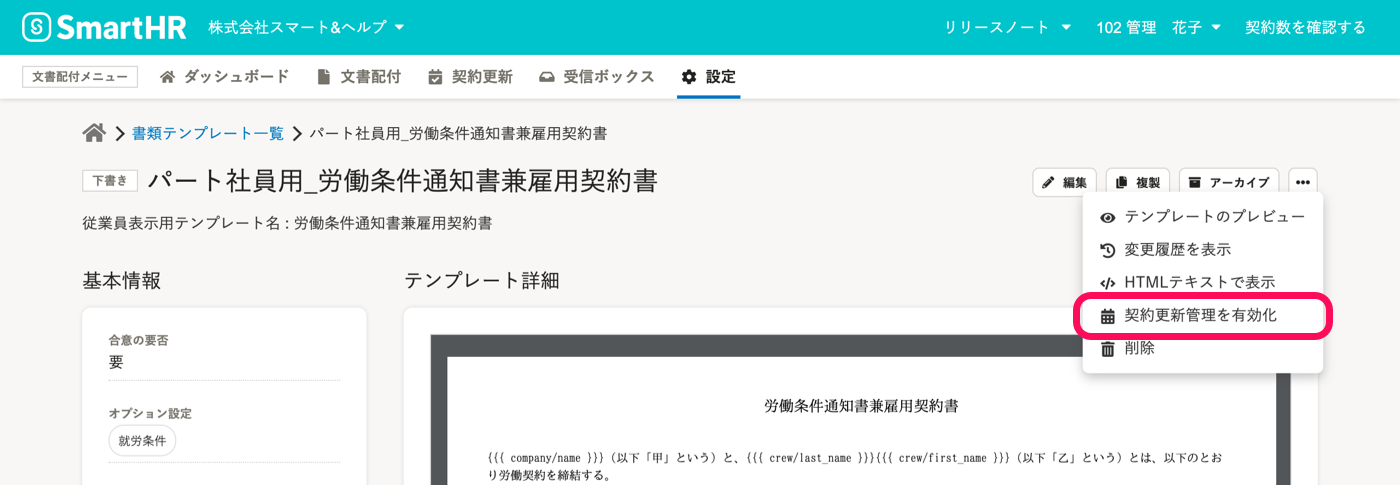 SmartHR 株式会社スマート&ヘルプ リリースノート 102 管理 花子 契約数を確認する
文書配付メニュー ダッシュボード 文書配付 契約更新 受信ボックス 設定
書類テンプレート一覧 パート社員用_労働条件通知書兼雇用契約書
下書き パート社員用_労働条件通知書兼雇用契約書 編集 複製 アーカイブ
従業員表示用テンプレート名 : 労働条件通知書兼雇用契約書
テンプレートのプレビュー
変更履歴を表示
HTMLテキストで表示
契約更新管理を有効化
削除
基本情報
合意の要否
要
オプション設定
就労条件
テンプレート詳細
労働条件通知書兼雇用契約書
{{{ company/name }}}（以下「甲」という）と、{{{ crew/last_name }}}{{{ crew/first_name }}}（以下「乙」という）とは、以下のとお
り労働契約を締結する。